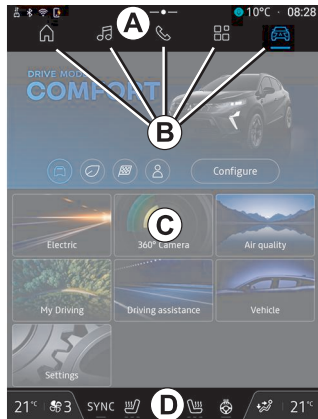 A 10°C · 08:28
DRIVE MODE
COMFORT
B
Configure
Electric 360° Camera Air quality
C
My Driving Driving assistance Vehicle
Settings
21°C 3 SYNC D 21°C